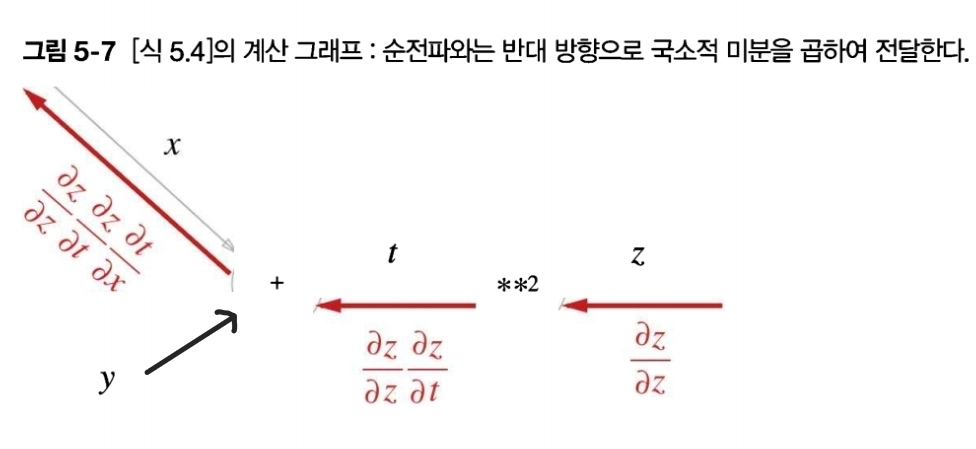 그림 5-7 [식 5.4]의 계산 그래프 : 순전파와는 반대 방향으로 국소적 미분을 곱하여 전달한다.
x
∂z ∂z ∂t
∂z ∂t ∂x
t
z
+
**2
∂z ∂z
∂z ∂t
∂z
∂z
y